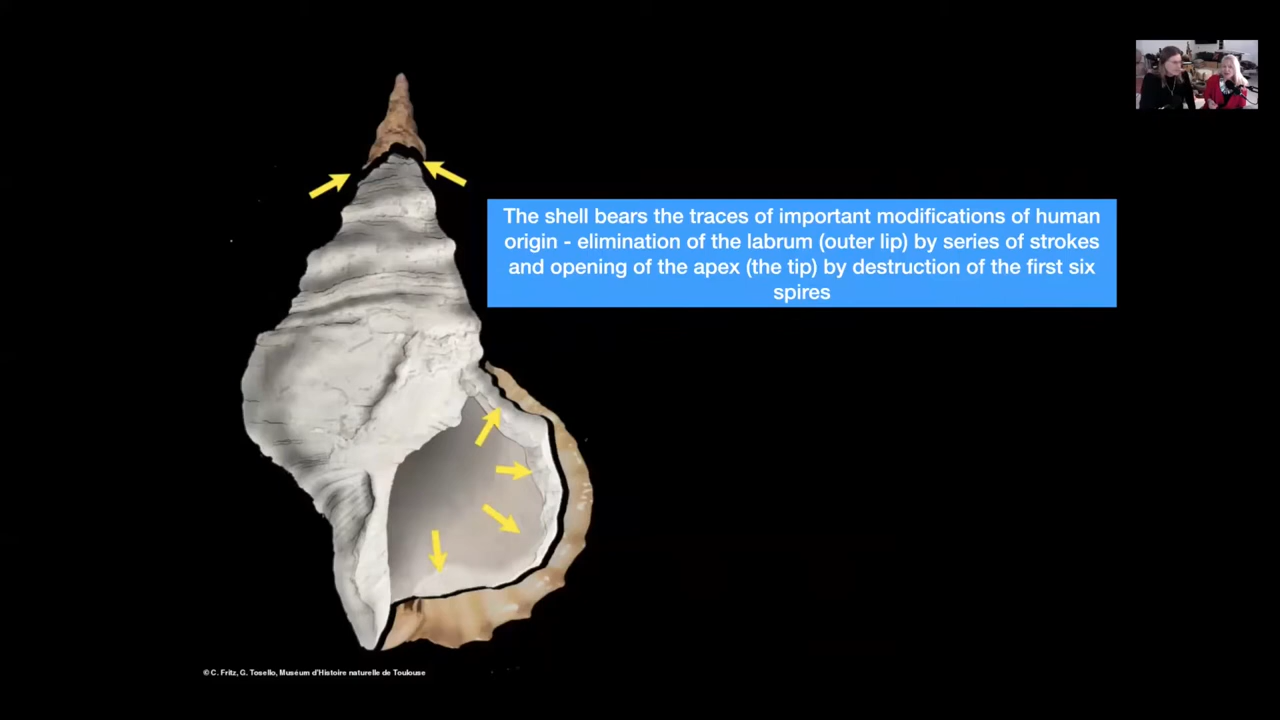 The shell bears the traces of important modifications of human
origin - elimination of the labrum (outer lip) by series of strokes
and opening of the apex (the tip) by destruction of the first six
spires
© C. Fritz, G. Tosello, Muséum d'Histoire naturelle de Toulouse